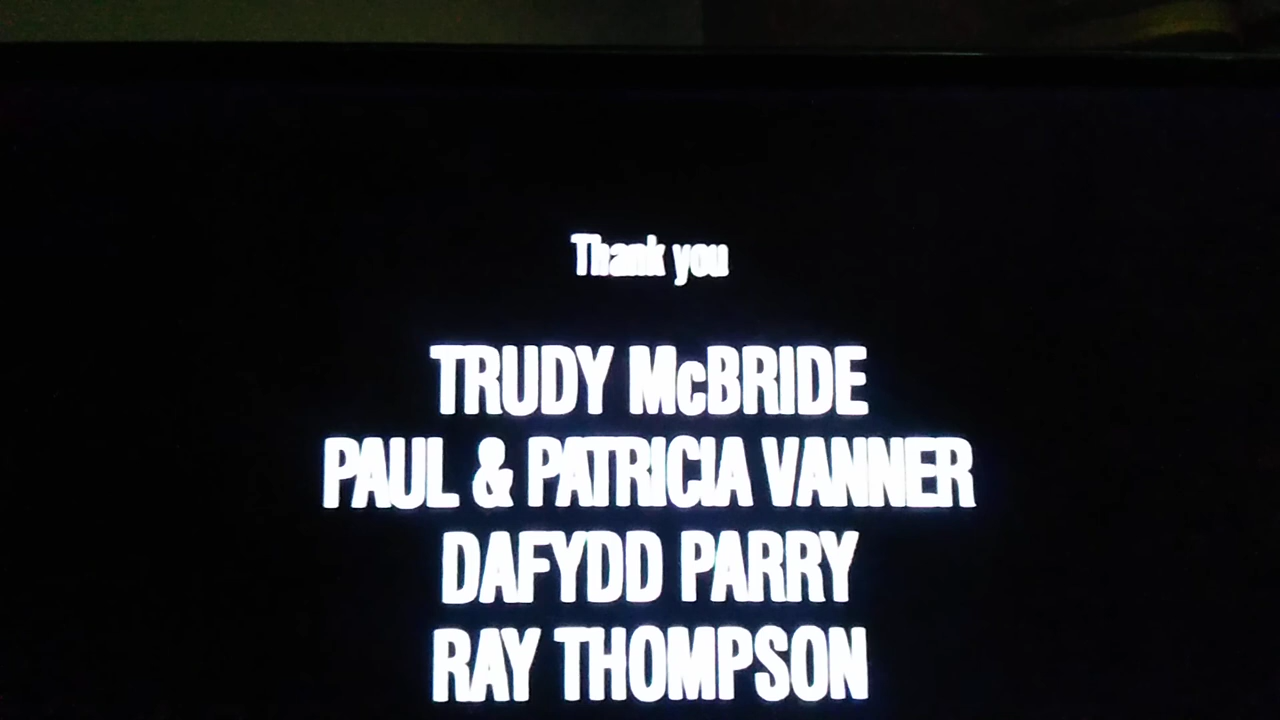 Thank you
TRUDY McBRIDE
PAUL & PATRICIA VANNER
DAFYDD PARRY
RAY THOMPSON